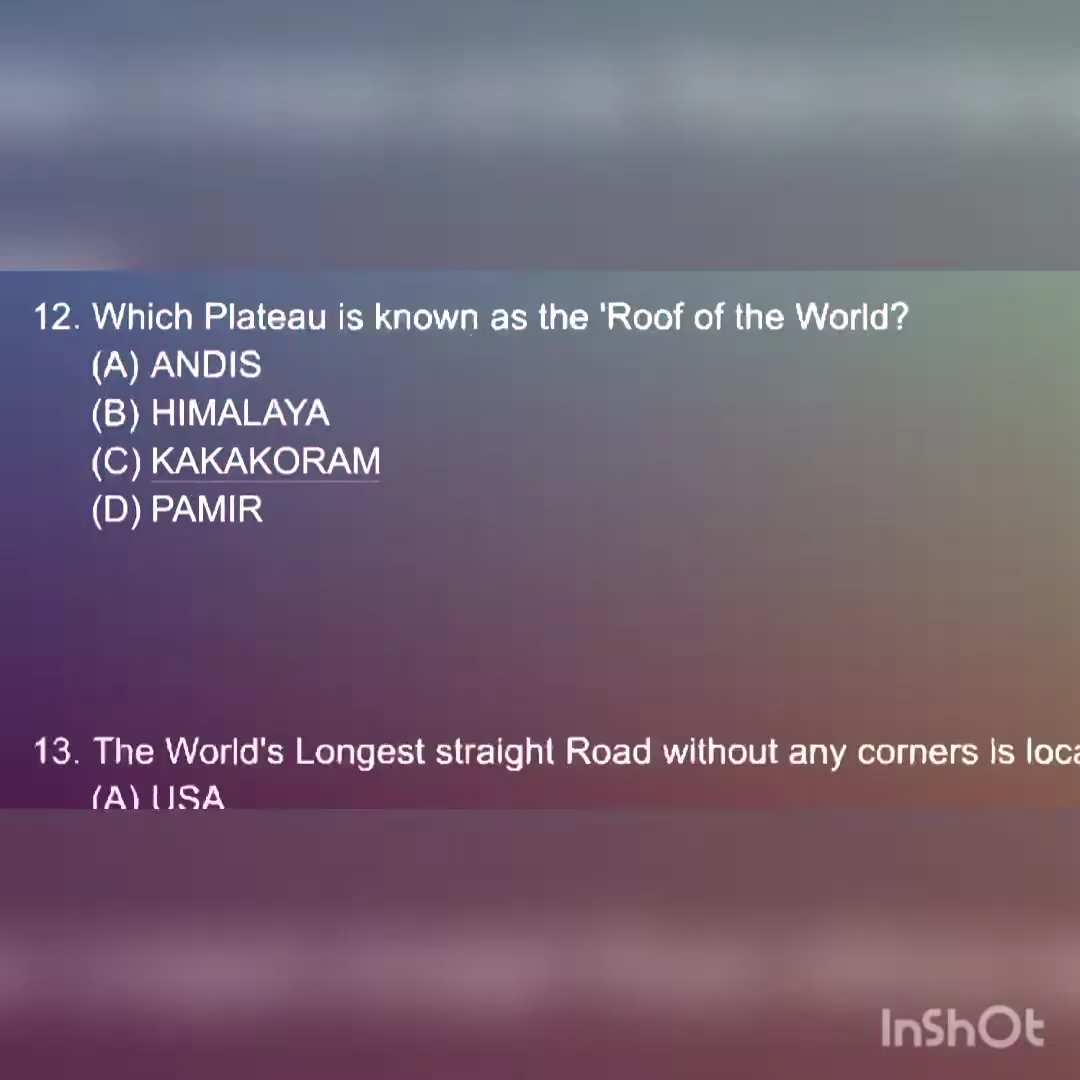 12. Which Plateau is known as the 'Roof of the World?
(A) ANDIS
(B) HIMALAYA
(C) KAKAKORAM
(D) PAMIR
13. The World's Longest straight Road without any corners is loca
(A) USA
InShOt